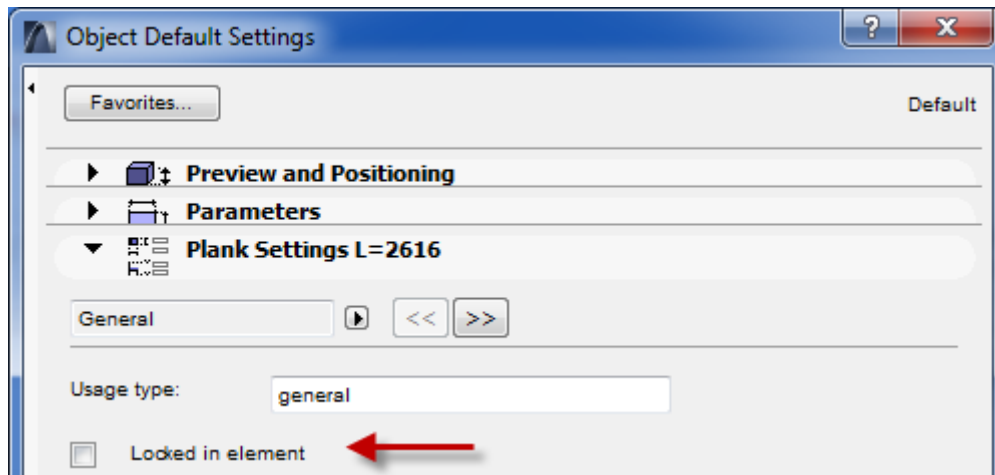 Object Default Settings
?
X
Favorites...
Default
Preview and Positioning
Parameters
Plank Settings L=2616
General
<< >>
Usage type: general
Locked in element